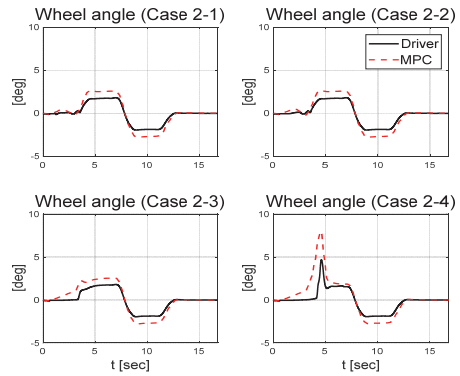 Wheel angle (Case 2-1)
10
5
0
-5
[deg]
0 5 10 15
Wheel angle (Case 2-2)
10
5
0
-5
[deg]
0 5 10 15
Driver
MPC
Wheel angle (Case 2-3)
10
5
0
-5
[deg]
0 5 10 15
t [sec]
Wheel angle (Case 2-4)
10
5
0
-5
[deg]
0 5 10 15
t [sec]